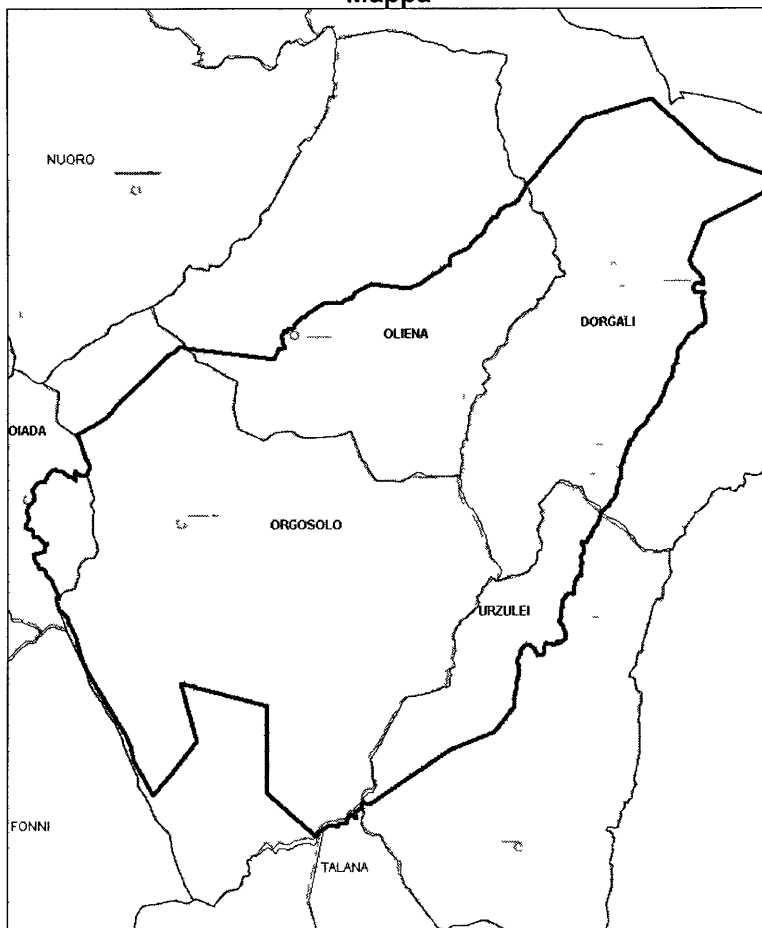 Mappa
NUORO
OLIENA
DORGALI
OIADA
ORGOSOLO
URZULEI
FONNI
TALANA